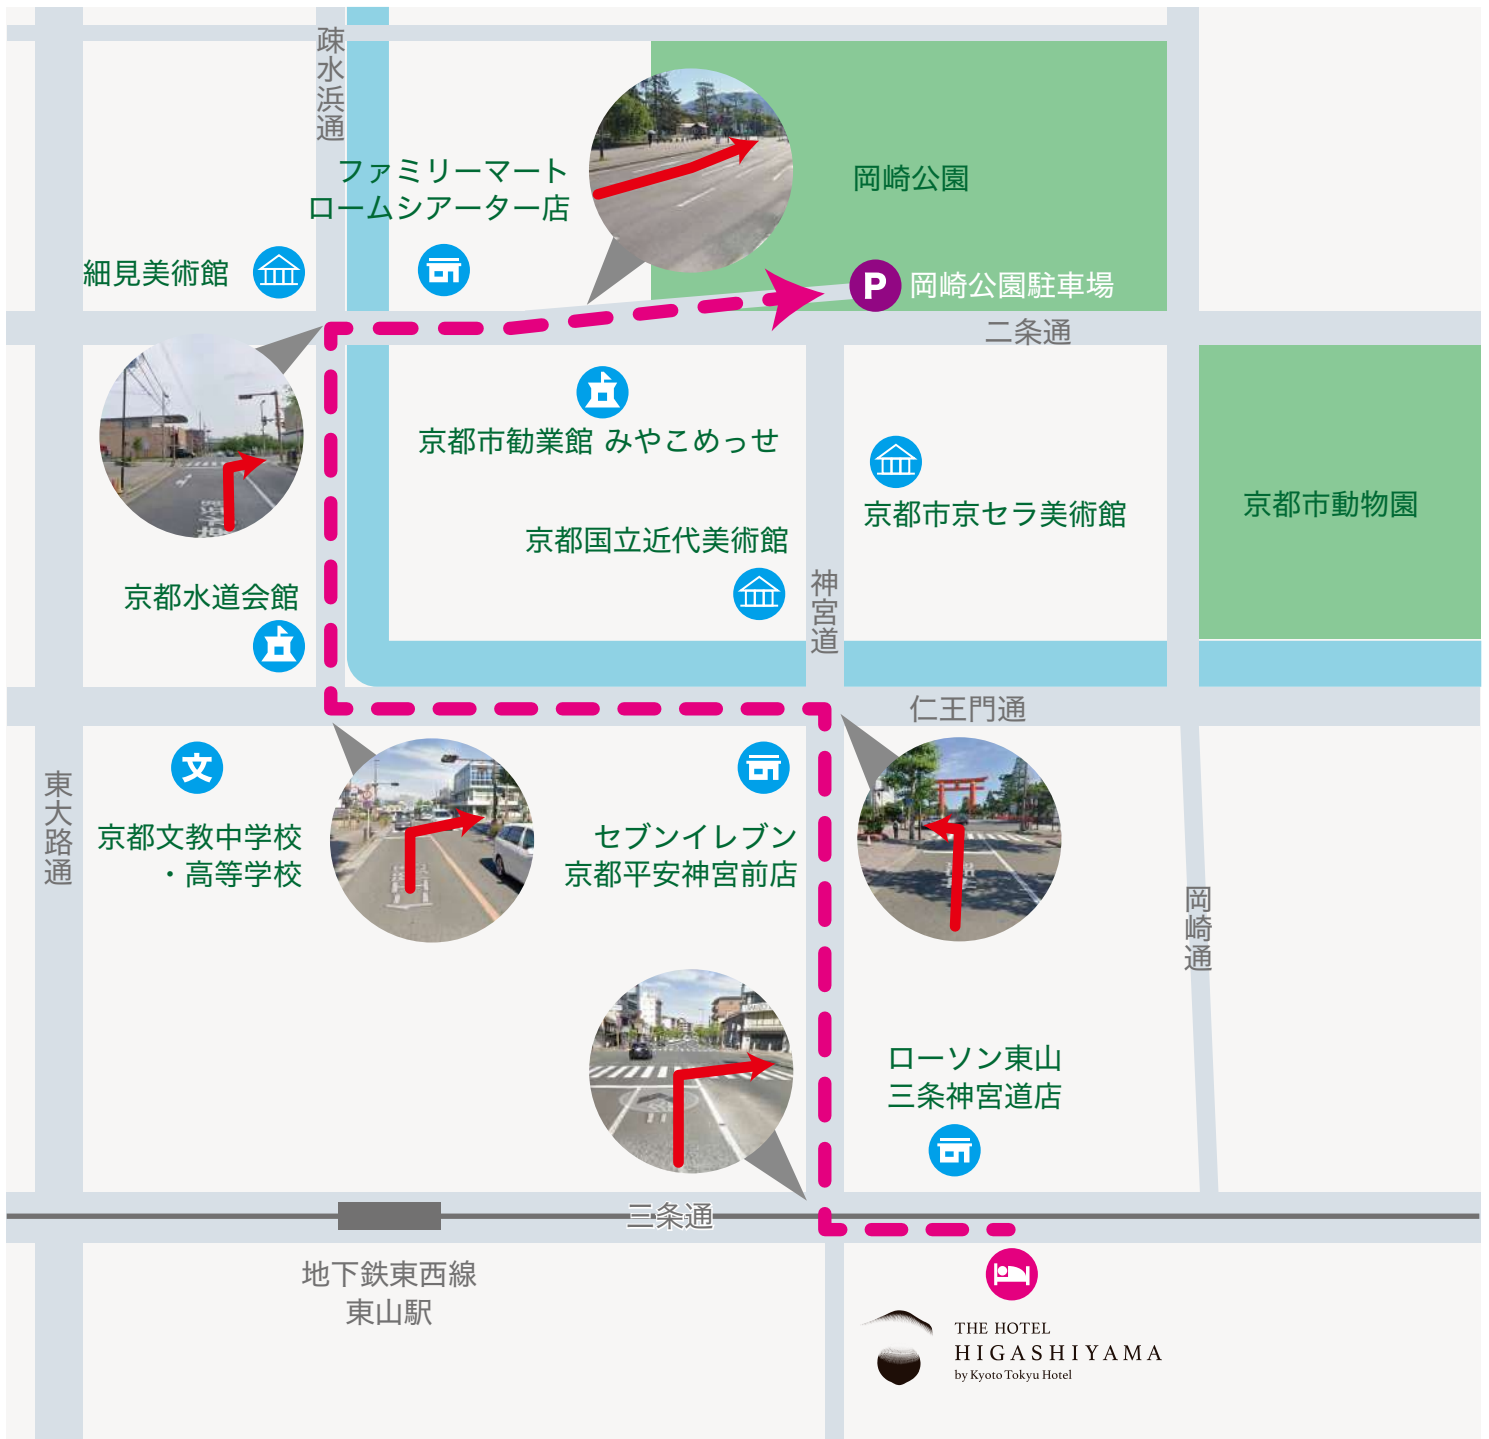 疎水浜通
ファミリーマート
ロームシアーター店
岡崎公園
細見美術館
P
岡崎公園駐車場
二条通
京都市勧業館 みやこめっせ
京都市京セラ美術館
京都市動物園
京都国立近代美術館
神宮道
京都水道会館
仁王門通
文
東大路通
京都文教中学校
・高等学校
セブンイレブン
京都平安神宮前店
岡崎通
ローソン東山
三条神宮道店
三条通
地下鉄東西線
東山駅
THE HOTEL
HIGASHIYAMA
by Kyoto Tokyu Hotel